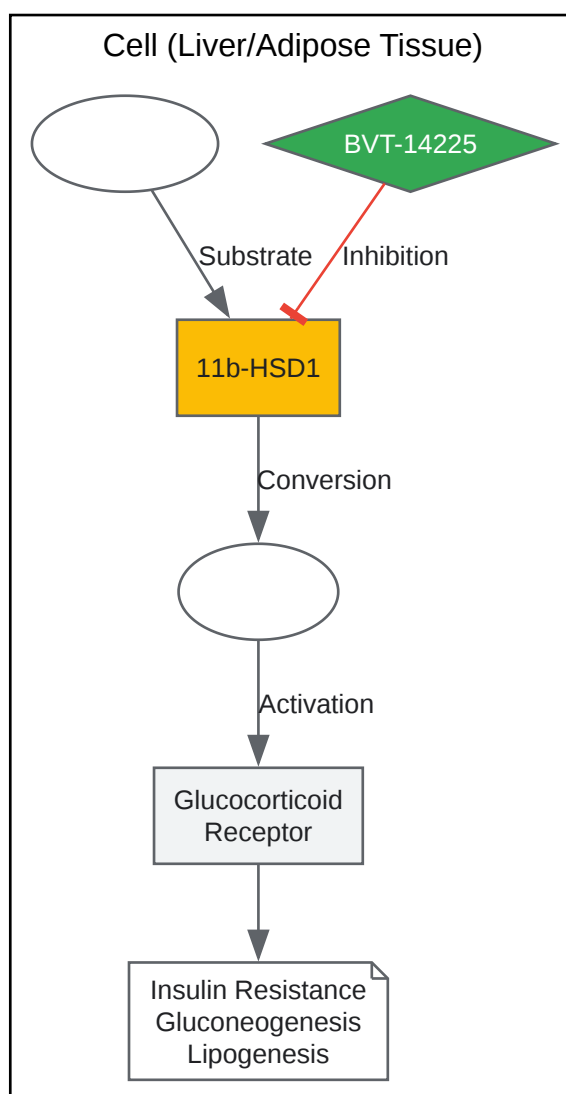 Cell (Liver/Adipose Tissue)
BVT-14225
Substrate
Inhibition
11b-HSD1
Conversion
Activation
Glucocorticoid
Receptor
Insulin Resistance
Gluconeogenesis
Lipogenesis